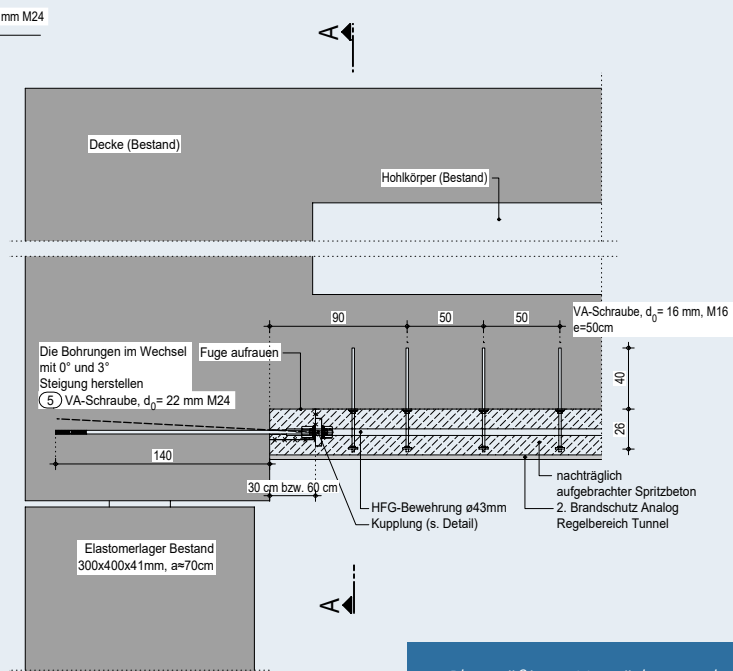 mm M24
A
Decke (Bestand)
Hohlkörper (Bestand)
90
50
50
VA-Schraube, d0= 16 mm, M16
e=50cm
Die Bohrungen im Wechsel
mit 0° und 3°
Steigung herstellen
5 VA-Schraube, d0= 22 mm M24
Fuge aufrauen
40
26
140
30 cm bzw. 60 cm
HFG-Bewehrung ø43mm
Kupplung (s. Detail)
nachträglich
aufgebrachter Spritzbeton
2. Brandschutz Analog
Regelbereich Tunnel
Elastomerlager Bestand
300x400x41mm, a≈70cm
A